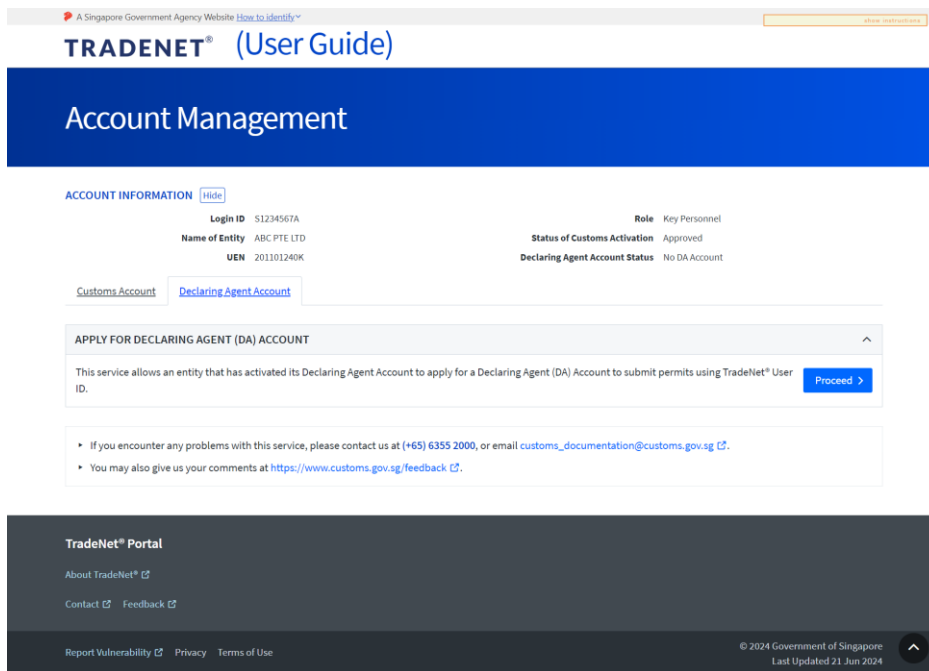 A Singapore Government Agency Website How to identify
show instructions
TRADENET® (User Guide)
Account Management
ACCOUNT INFORMATION Hide
Login ID S1234567A Role Key Personnel
Name of Entity ABC PTE LTD Status of Customs Activation Approved
UEN 201101240K Declaring Agent Account Status No DA Account
Customs Account Declaring Agent Account
APPLY FOR DECLARING AGENT (DA) ACCOUNT
This service allows an entity that has activated its Declaring Agent Account to apply for a Declaring Agent (DA) Account to submit permits using TradeNet® User
ID.
Proceed
If you encounter any problems with this service, please contact us at (+65) 6355 2000, or email customs_documentation@customs.gov.sg.
You may also give us your comments at https://www.customs.gov.sg/feedback.
TradeNet® Portal
About TradeNet®
Contact Feedback
Report Vulnerability Privacy Terms of Use
© 2024 Government of Singapore
Last Updated 21 Jun 2024